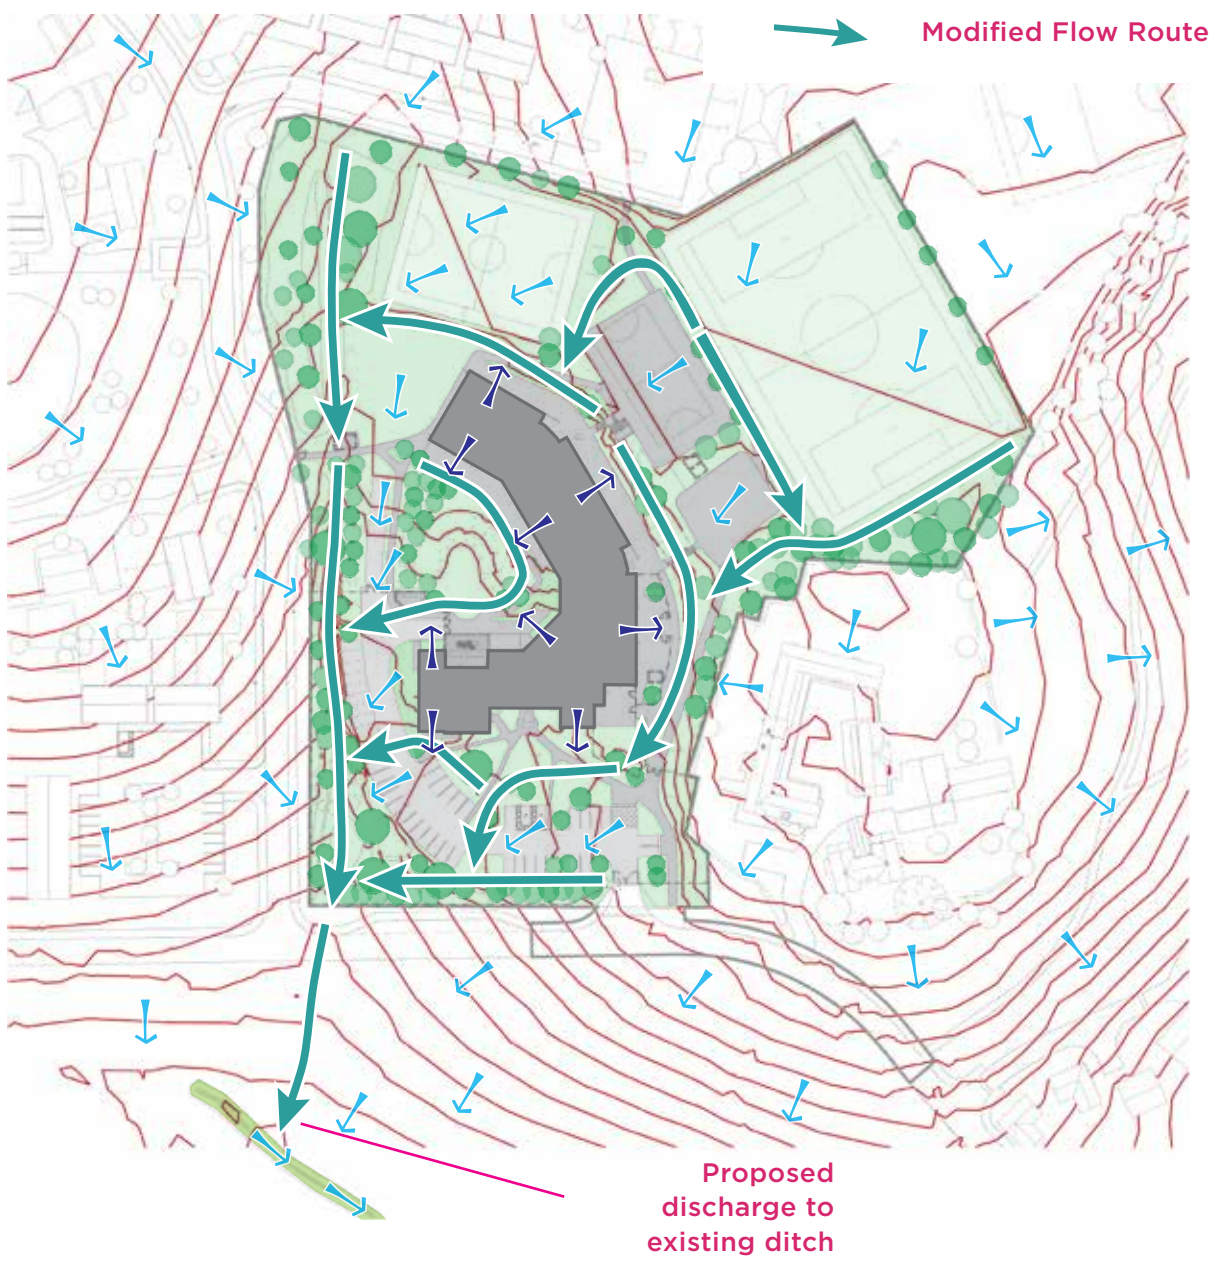 Modified Flow Route
Proposed
discharge to
existing ditch